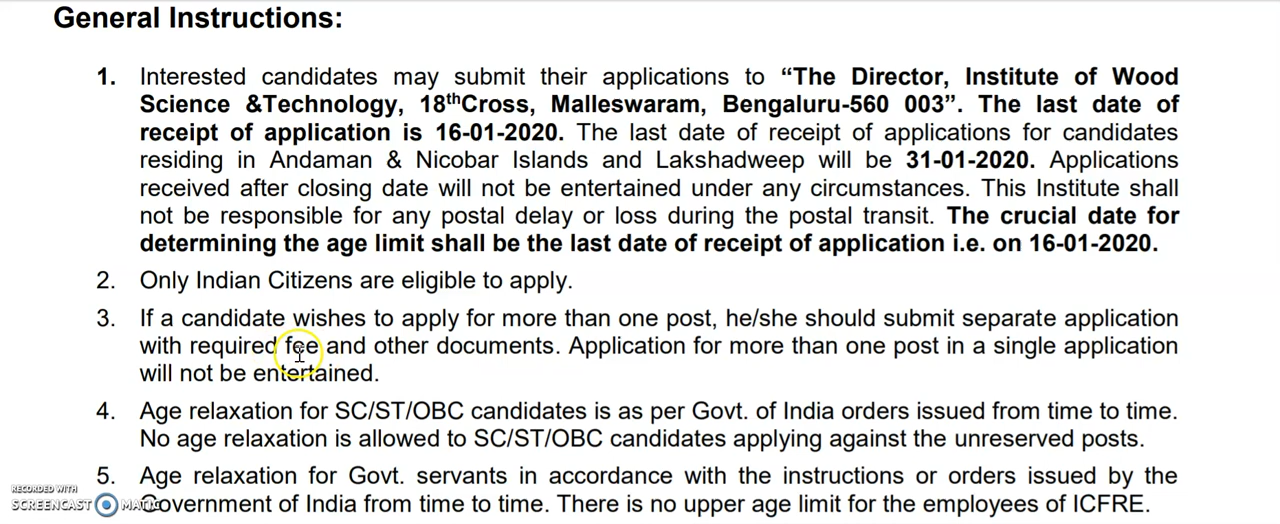 General Instructions:
1. Interested candidates may submit their applications to “The Director, Institute of Wood
Science &Technology, 18thCross, Malleswaram, Bengaluru-560 003”. The last date of
receipt of application is 16-01-2020. The last date of receipt of applications for candidates
residing in Andaman & Nicobar Islands and Lakshadweep will be 31-01-2020. Applications
received after closing date will not be entertained under any circumstances. This Institute shall
not be responsible for any postal delay or loss during the postal transit. The crucial date for
determining the age limit shall be the last date of receipt of application i.e. on 16-01-2020.
2. Only Indian Citizens are eligible to apply.
3. If a candidate wishes to apply for more than one post, he/she should submit separate application
with required fee and other documents. Application for more than one post in a single application
will not be entertained.
4. Age relaxation for SC/ST/OBC candidates is as per Govt. of India orders issued from time to time.
No age relaxation is allowed to SC/ST/OBC candidates applying against the unreserved posts.
5. Age relaxation for Govt. servants in accordance with the instructions or orders issued by the
Government of India from time to time. There is no upper age limit for the employees of ICFRE.
RECORDED WITH
SCREENCAST MATIC